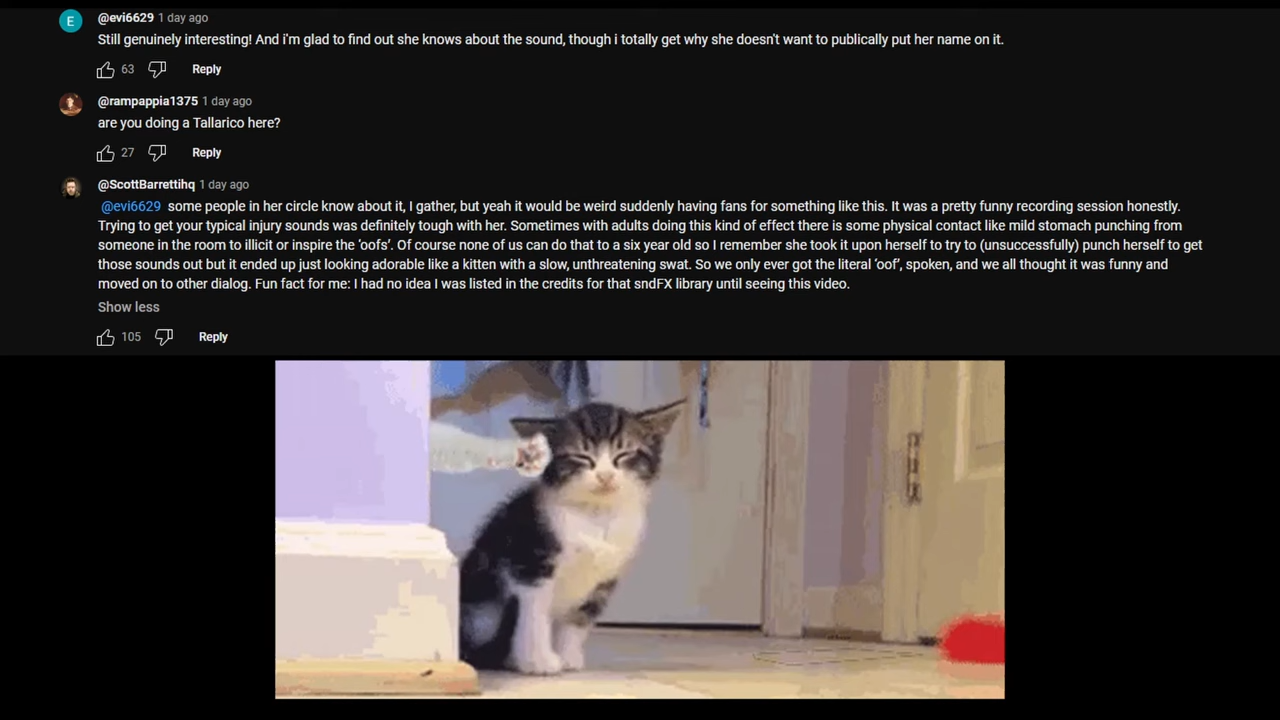 E
@evi6629 1 day ago
Still genuinely interesting! And i'm glad to find out she knows about the sound, though i totally get why she doesn't want to publically put her name on it.
63 Reply
@rampappia1375 1 day ago
are you doing a Tallarico here?
27 Reply
@ScottBarrettihq 1 day ago
@evi6629 some people in her circle know about it, I gather, but yeah it would be weird suddenly having fans for something like this. It was a pretty funny recording session honestly.
Trying to get your typical injury sounds was definitely tough with her. Sometimes with adults doing this kind of effect there is some physical contact like mild stomach punching from
someone in the room to illicit or inspire the ‘oofs’. Of course none of us can do that to a six year old so I remember she took it upon herself to try to (unsuccessfully) punch herself to get
those sounds out but it ended up just looking adorable like a kitten with a slow, unthreatening swat. So we only ever got the literal ‘oof’, spoken, and we all thought it was funny and
moved on to other dialog. Fun fact for me: I had no idea I was listed in the credits for that sndFX library until seeing this video.
Show less
105 Reply